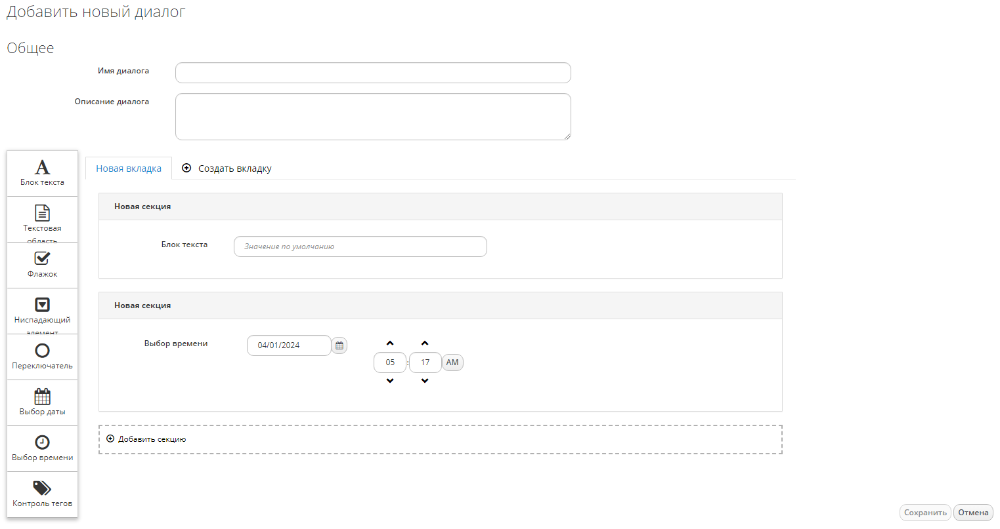 Добавить новый диалог
Общее
Имя диалога
Описание диалога
Блок текста
Текстовая
область
Флажок
Ниспадающий
элемент
Переключатель
Выбор даты
Выбор времени
Контроль тегов
Новая вкладка
Создать вкладку
Новая секция
Блок текста
Значение по умолчанию
Новая секция
Выбор времени
04/01/2024
05 : 17 AM
Добавить секцию
Сохранить Отмена